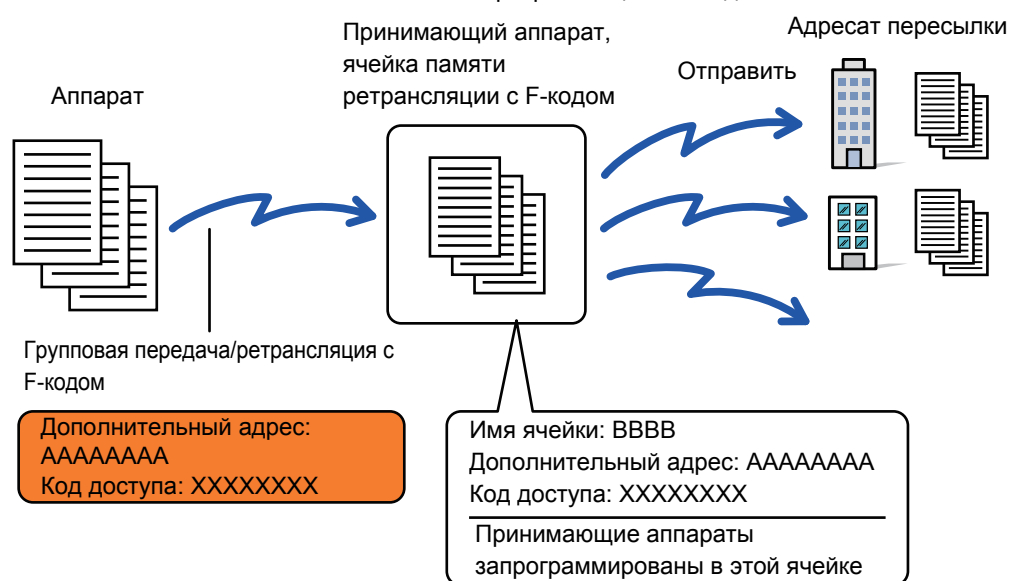 Адресат пересылки
Принимающий аппарат,
ячейка памяти
ретрансляции с F-кодом
Отправить
Аппарат
Групповая передача/ретрансляция с
F-кодом
Дополнительный адрес:
AAAAAAAA
Код доступа: XXXXXXXX
Имя ячейки: BBBB
Дополнительный адрес: AAAAAAAA
Код доступа: XXXXXXXX
Принимающие аппараты
запрограммированы в этой ячейке